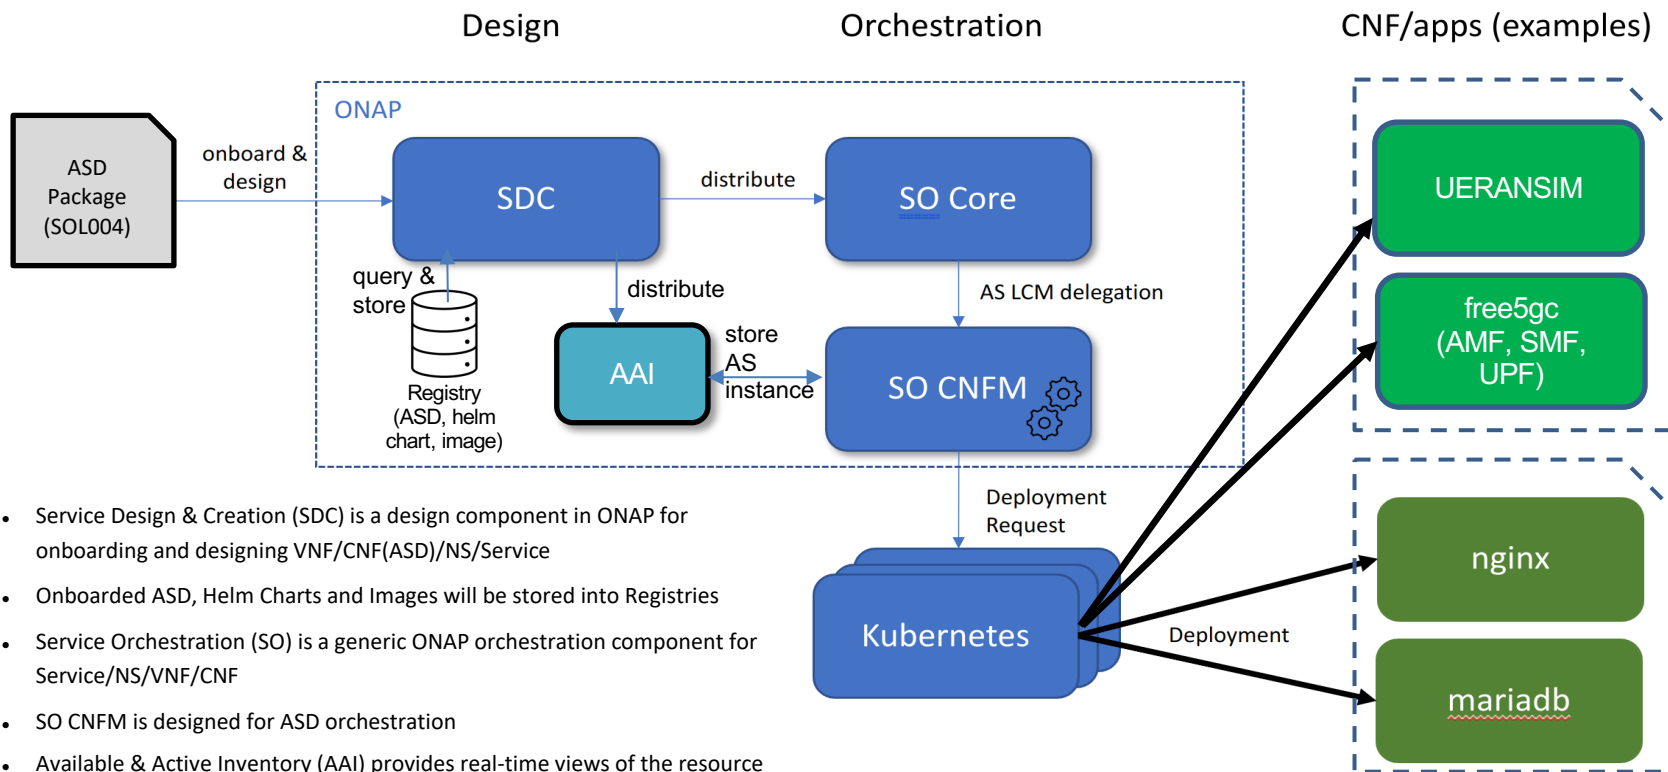 Design
Orchestration
CNF/apps (examples)
ONAP
ASD
Package
(SOL004)
onboard &
design
SDC
distribute
SO Core
UERANSIM
query &
store
distribute
AS LCM delegation
free5gc
(AMF, SMF,
UPF)
AAI
store
AS
instance
SO CNFM
Registry
(ASD, helm
chart, image)
Deployment
Request
nginx
Kubernetes
Deployment
mariadb
• Service Design & Creation (SDC) is a design component in ONAP for
onboarding and designing VNF/CNF(ASD)/NS/Service
• Onboarded ASD, Helm Charts and Images will be stored into Registries
• Service Orchestration (SO) is a generic ONAP orchestration component for
Service/NS/VNF/CNF
• SO CNFM is designed for ASD orchestration
• Available & Active Inventory (AAI) provides real-time views of the resource